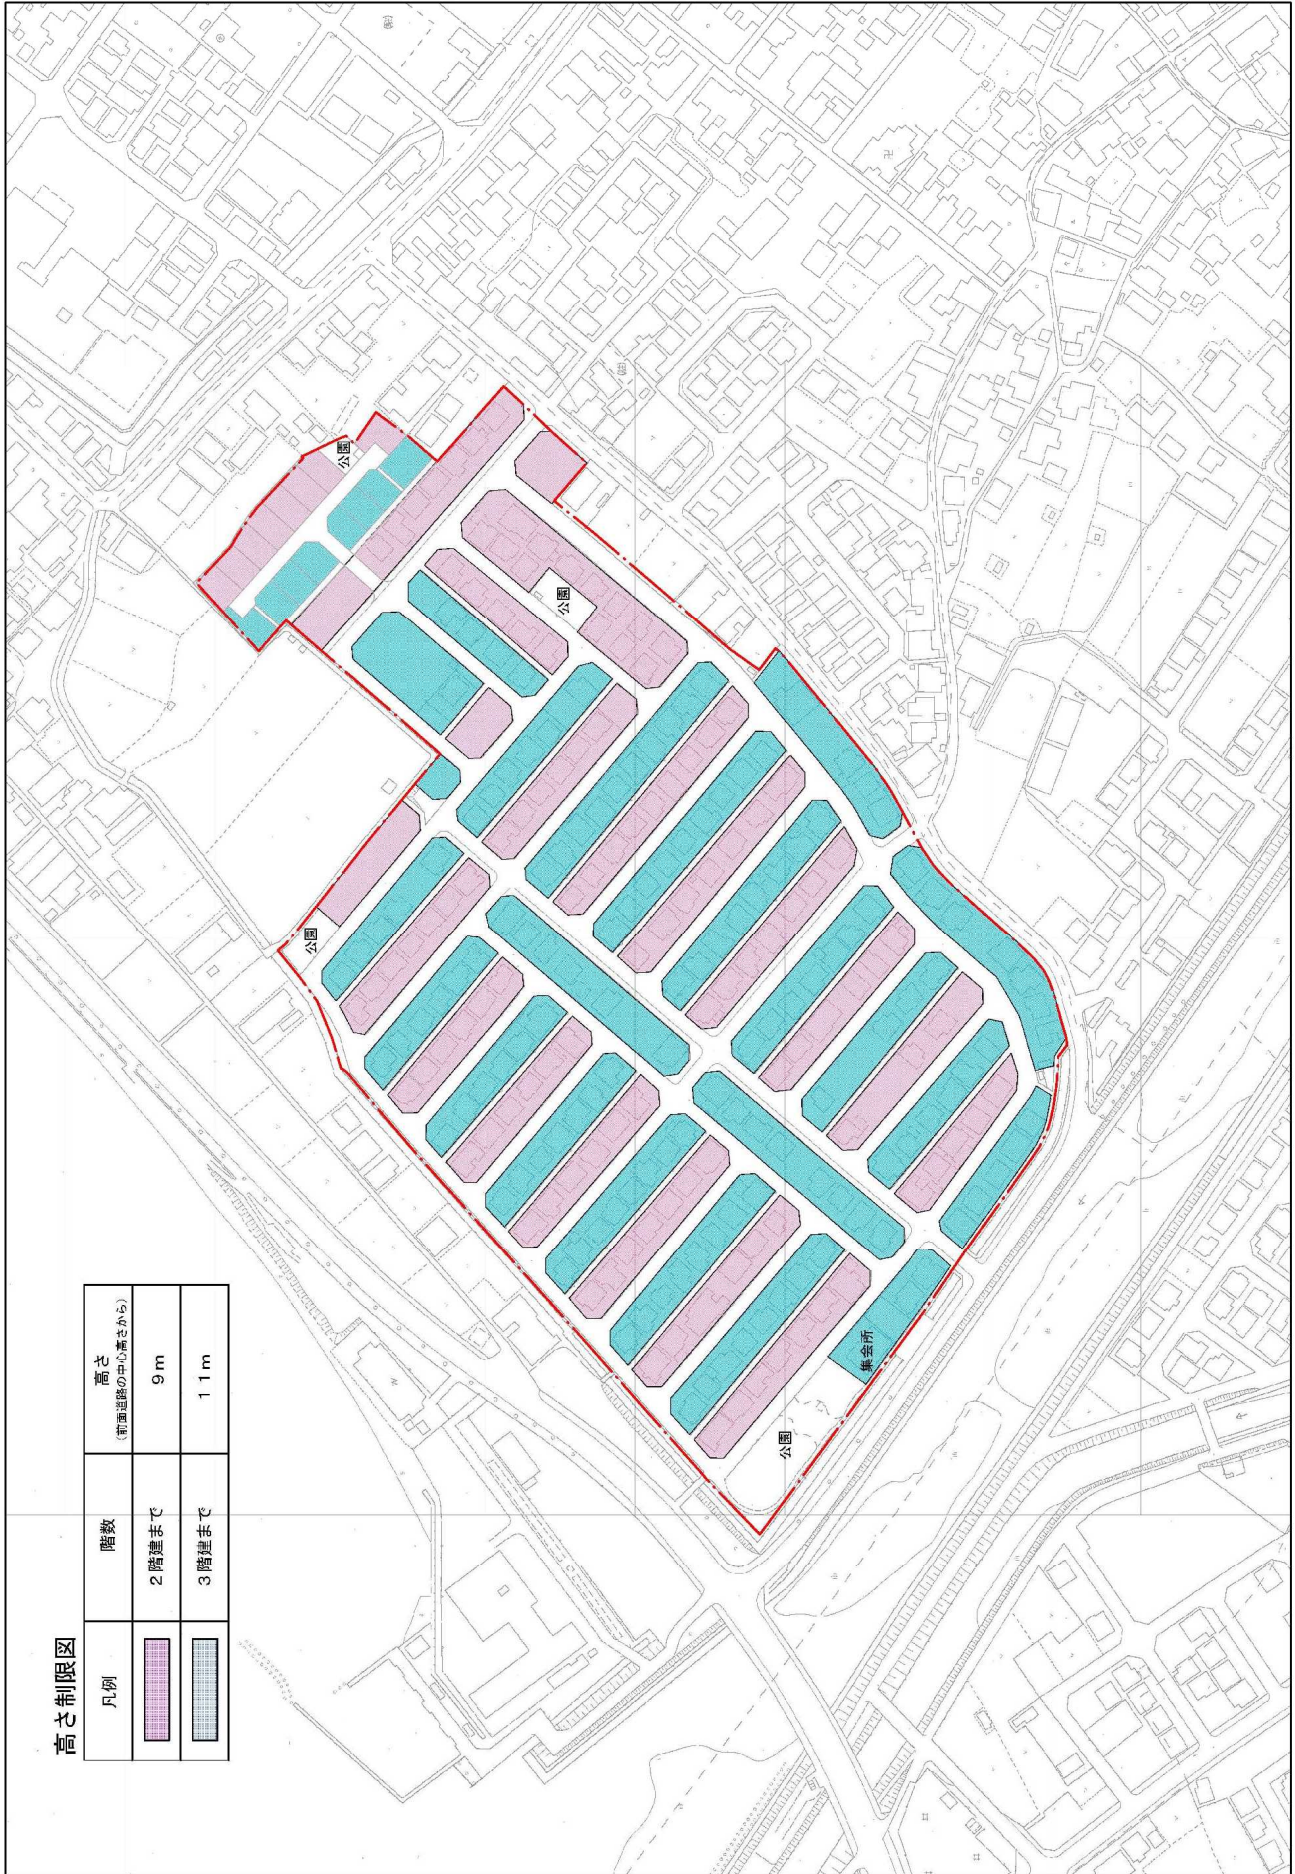 高さ制限図
凡例
階数
高さ
(前面道路の中心高さから)
2階建まで
9m
3階建まで
11m
公園
公園
公園
公園
集会所